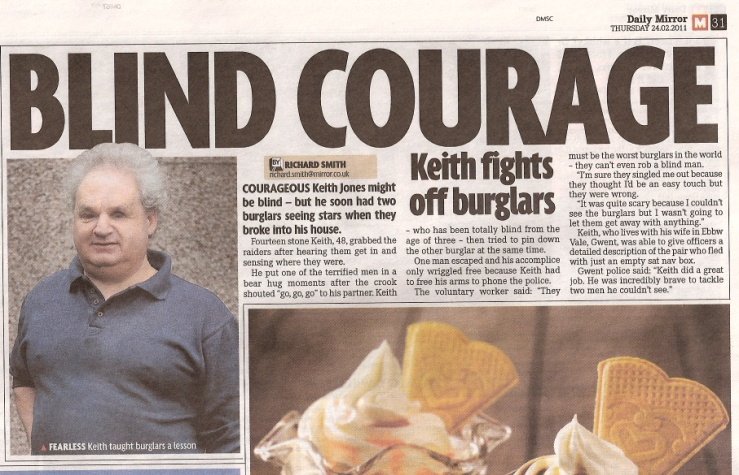 DMSC
Daily Mirror M 31
THURSDAY 24.02.2011
BLIND COURAGE
BY RICHARD SMITH
richard.smith@mirror.co.uk
COURAGEOUS Keith Jones might
be blind – but he soon had two
burglars seeing stars when they
broke into his house.
Fourteen stone Keith, 48, grabbed the
raiders after hearing them get in and
sensing where they were.
He put one of the terrified men in a
bear hug moments after the crook
shouted "go, go, go" to his partner. Keith
Keith fights
off burglars
– who has been totally blind from the
age of three – then tried to pin down
the other burglar at the same time.
One man escaped and his accomplice
only wriggled free because Keith had
to free his arms to phone the police.
The voluntary worker said: "They
must be the worst burglars in the world
– they can't even rob a blind man.
"I'm sure they singled me out because
they thought I'd be an easy touch but
they were wrong.
"It was quite scary because I couldn't
see the burglars but I wasn't going to
let them get away with anything."
Keith, who lives with his wife in Ebbw
Vale, Gwent, was able to give officers a
detailed description of the pair who fled
with just an empty sat nav box.
Gwent police said: "Keith did a great
job. He was incredibly brave to tackle
two men he couldn't see."
FEARLESS Keith taught burglars a lesson